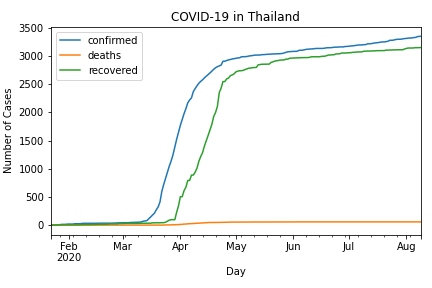 COVID-19 in Thailand
confirmed
deaths
recovered
Number of Cases
3500
3000
2500
2000
1500
1000
500
0
Feb Mar Apr May Jun Jul Aug
2020
Day